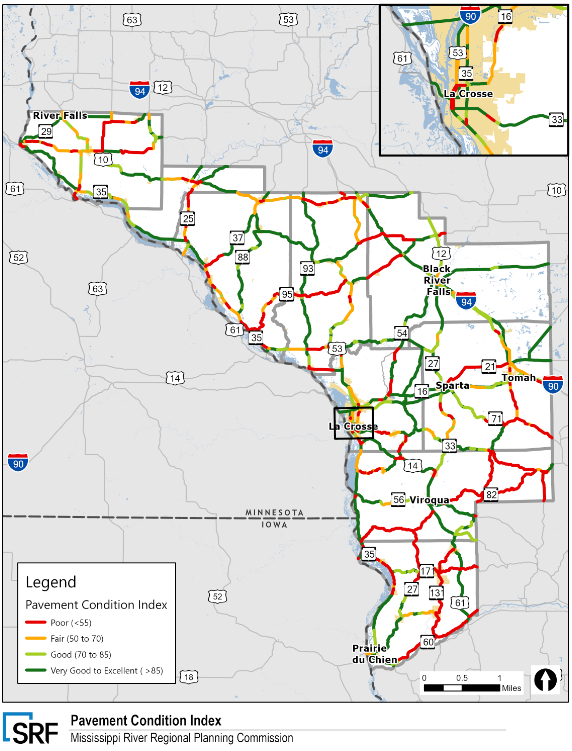 63
53
94
12
River Falls
29
10
61
35
94
10
52
63
25
37
88
93
95
61
35
12
Black
River
Falls
94
54
53
14
27
21
Tomah
90
Sparta
16
71
La Crosse
33
14
90
56
Viroqua
82
MINNESOTA
IOWA
35
17
27
131
61
52
60
Prairie
du Chien
18
90
16
53
61
35
La Crosse
33
Legend
Pavement Condition Index
Poor (<55)
Fair (50 to 70)
Good (70 to 85)
Very Good to Excellent ( >85)
0 0.5 1
Miles
SRF
Pavement Condition Index
Mississippi River Regional Planning Commission